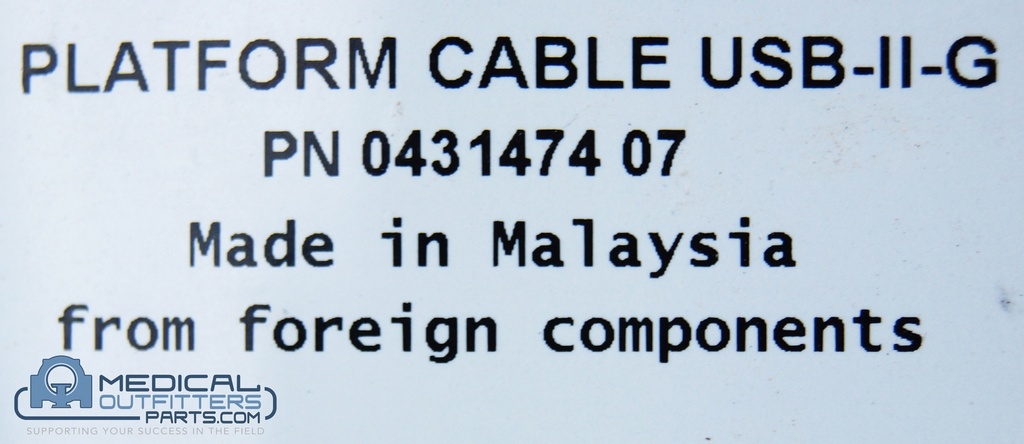 PLATFORM CABLE USB-II-G
PN 0431474 07
Made in Malaysia
from foreign components
MEDICAL
OUTFITTERS
PARTS.COM
SUPPORTING YOUR SUCCESS IN THE FIELD